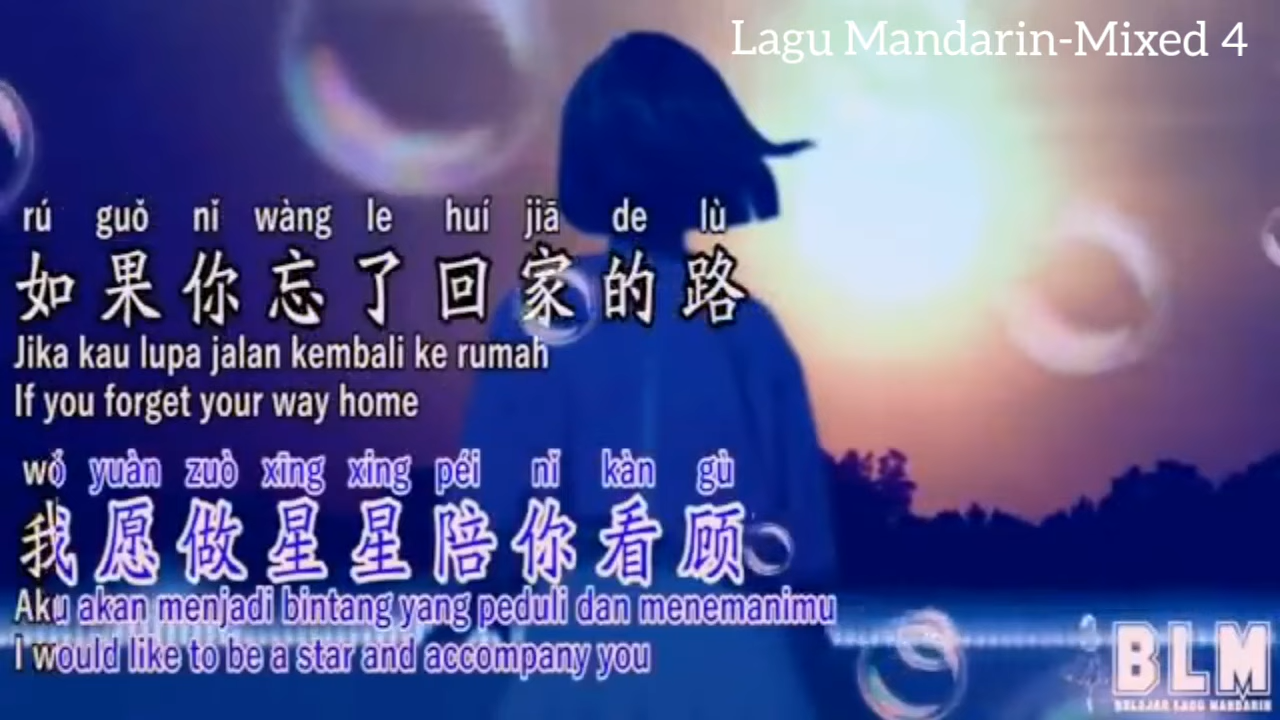 Lagu Mandarin-Mixed 4
rú guǒ nǐ wàng le huí jiā de lù
如果你忘了回家的路
Jika kau lupa jalan kembali ke rumah
If you forget your way home
wǒ yuàn zuò xīng xing péi nǐ kàn gù
我愿做星星陪你看顾
Aku akan menjadi bintang yang peduli dan menemanimu
I would like to be a star and accompany you
BLM
BELAJAR LAGU MANDARIN